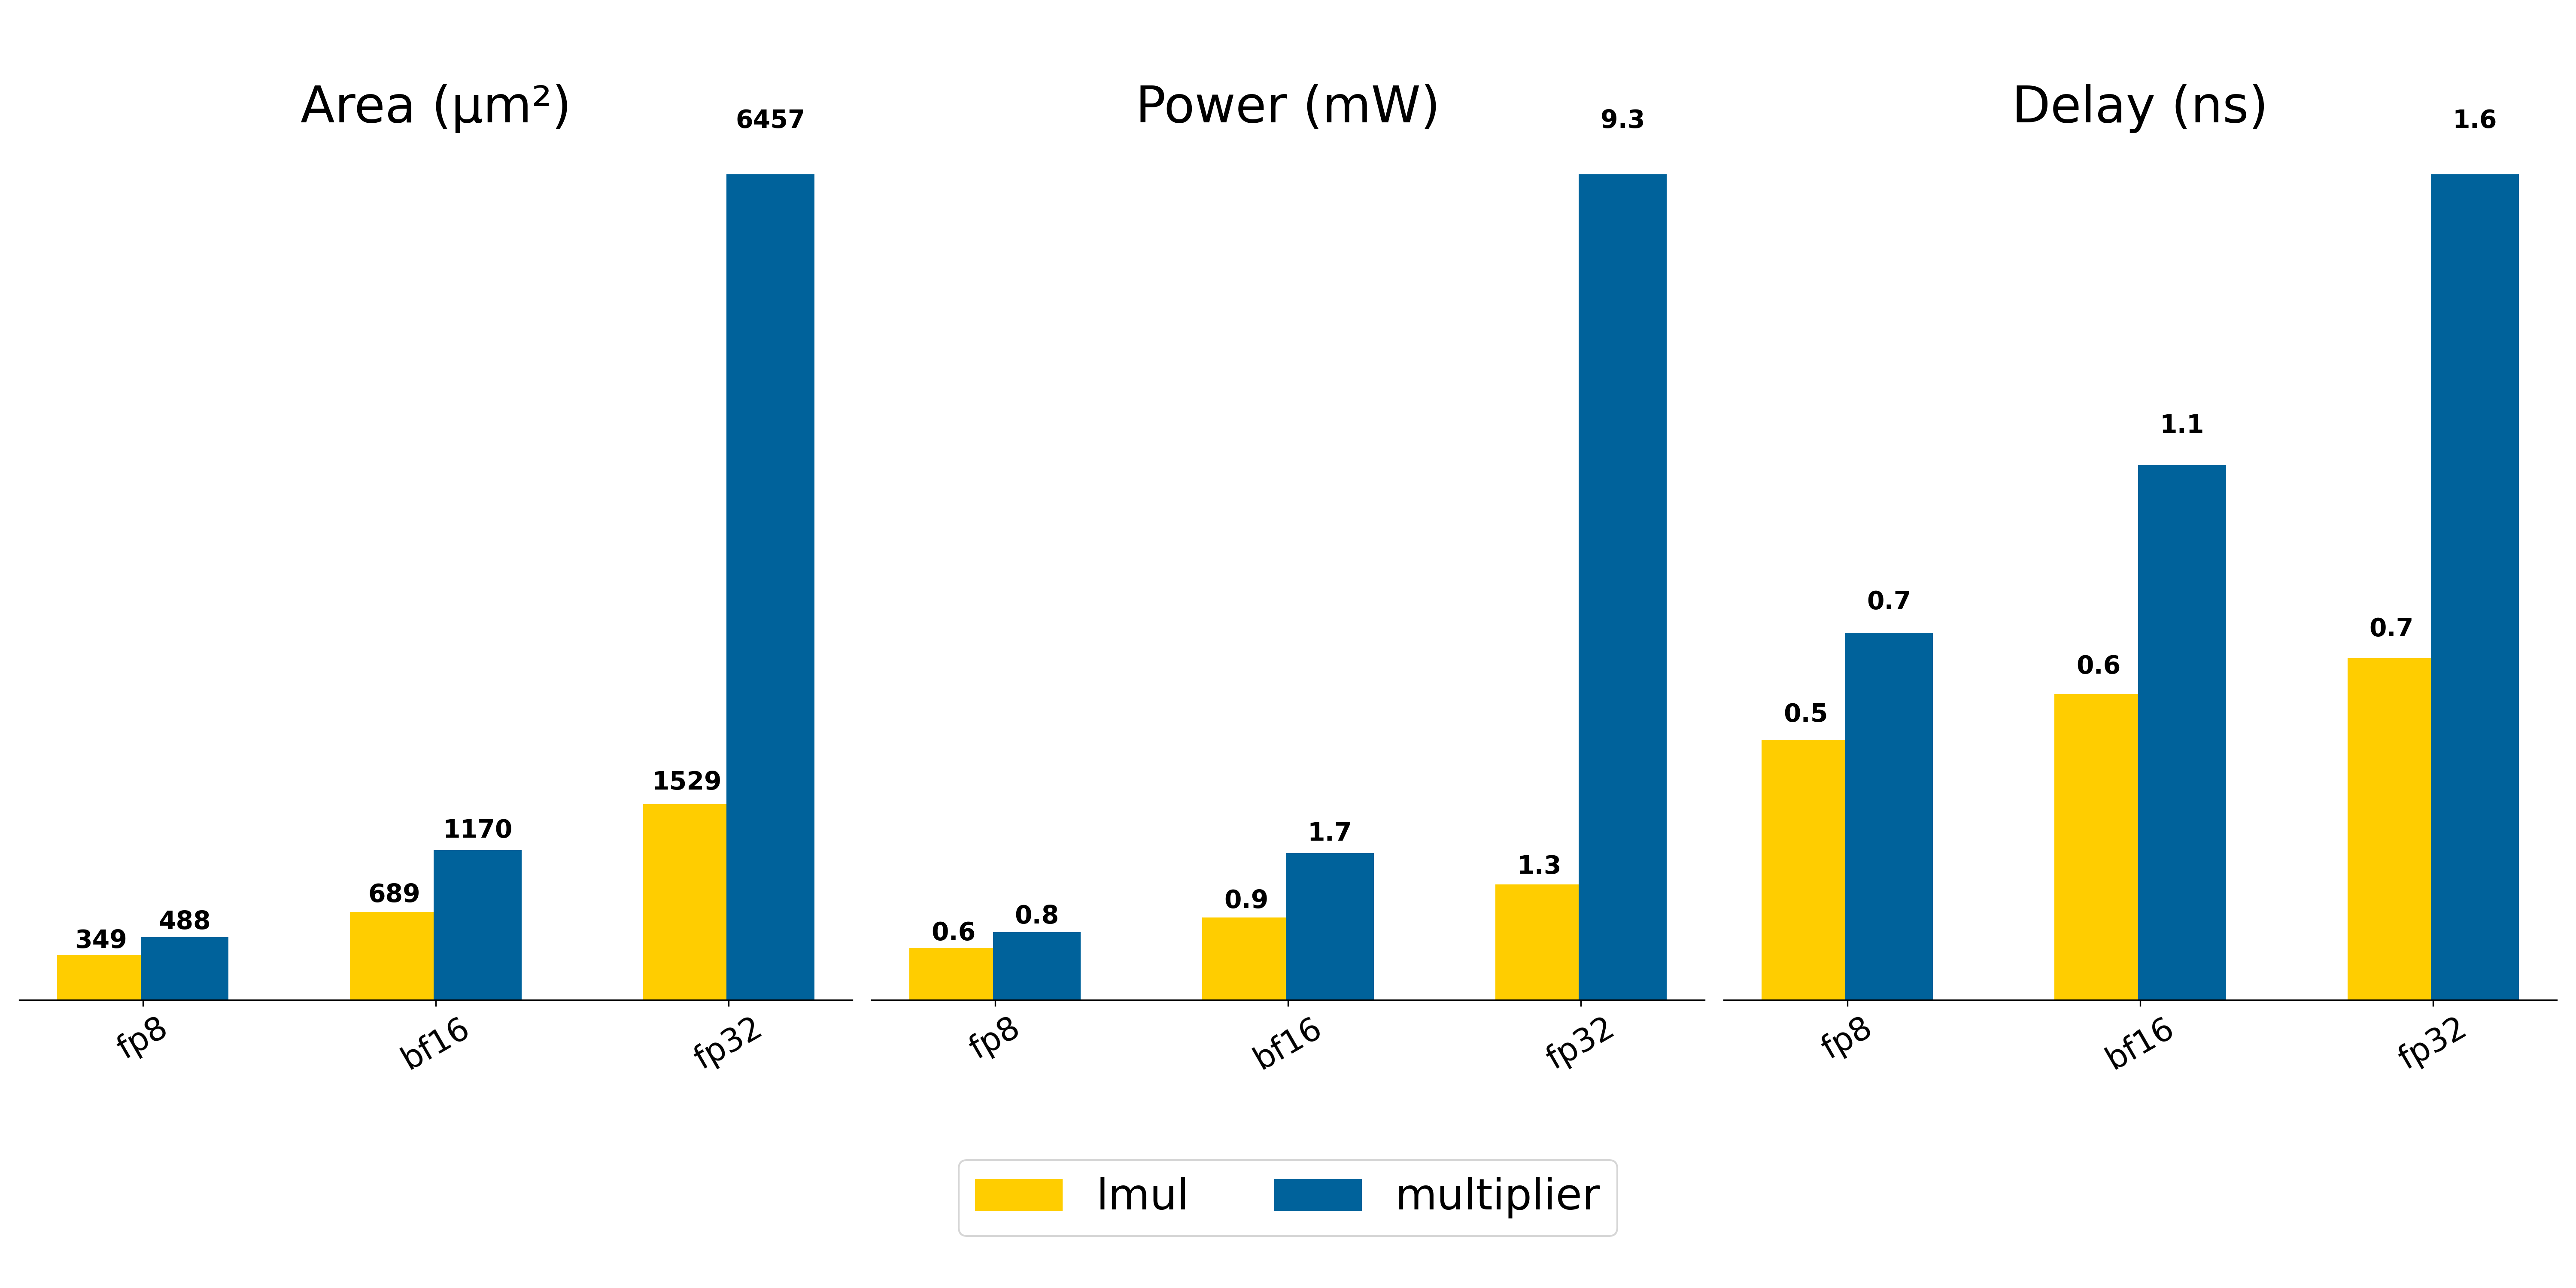 Area (µm²)
6457
1529
1170
689
488
349
fp8
bf16
fp32
Power (mW)
9.3
1.3
1.7
0.9
0.8
0.6
fp8
bf16
fp32
Delay (ns)
1.6
1.1
0.7
0.7
0.6
0.5
fp8
bf16
fp32
lmul
multiplier